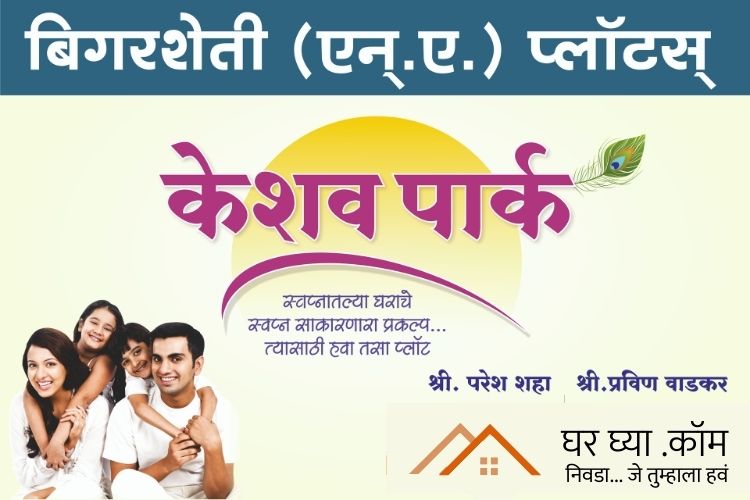 बिगरशेती (एन्.ए.) प्लॉटस्
केशव पार्क
स्वप्नातल्या घराचे
स्वप्न साकारणारा प्रकल्प...
त्यासाठी हवा तसा प्लॉट
श्री. परेश शहा
श्री.प्रविण वाडकर
घर घ्या .कॉम
निवडा... जे तुम्हाला हवं